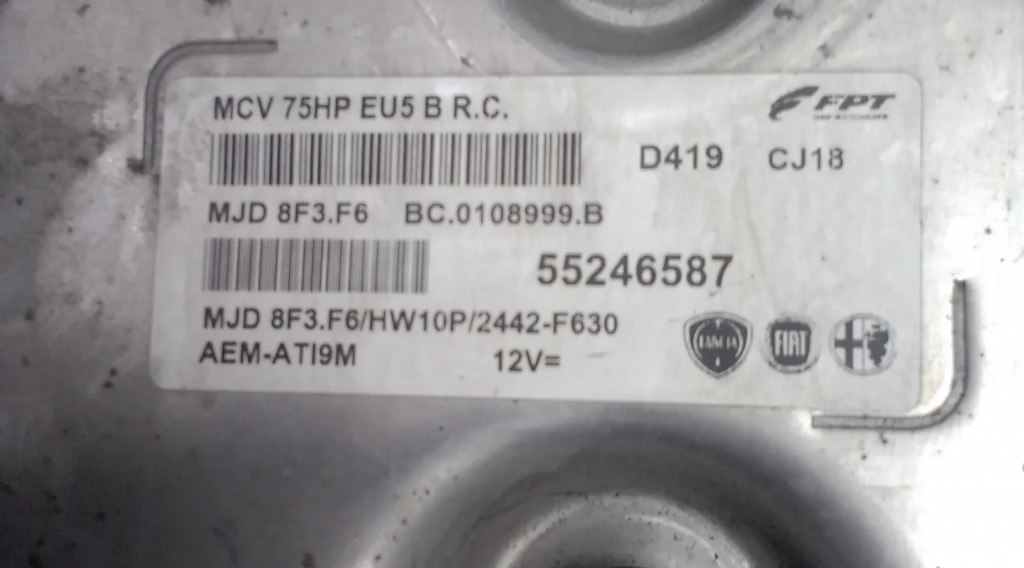 MCV 75HP EU5 B R.C.
FPT
D419 CJ18
MJD 8F3.F6 BC.0108999.B
55246587
MJD 8F3.F6/HW10P/2442-F630
AEM-ATI9M 12V=
LANCIA FIAT